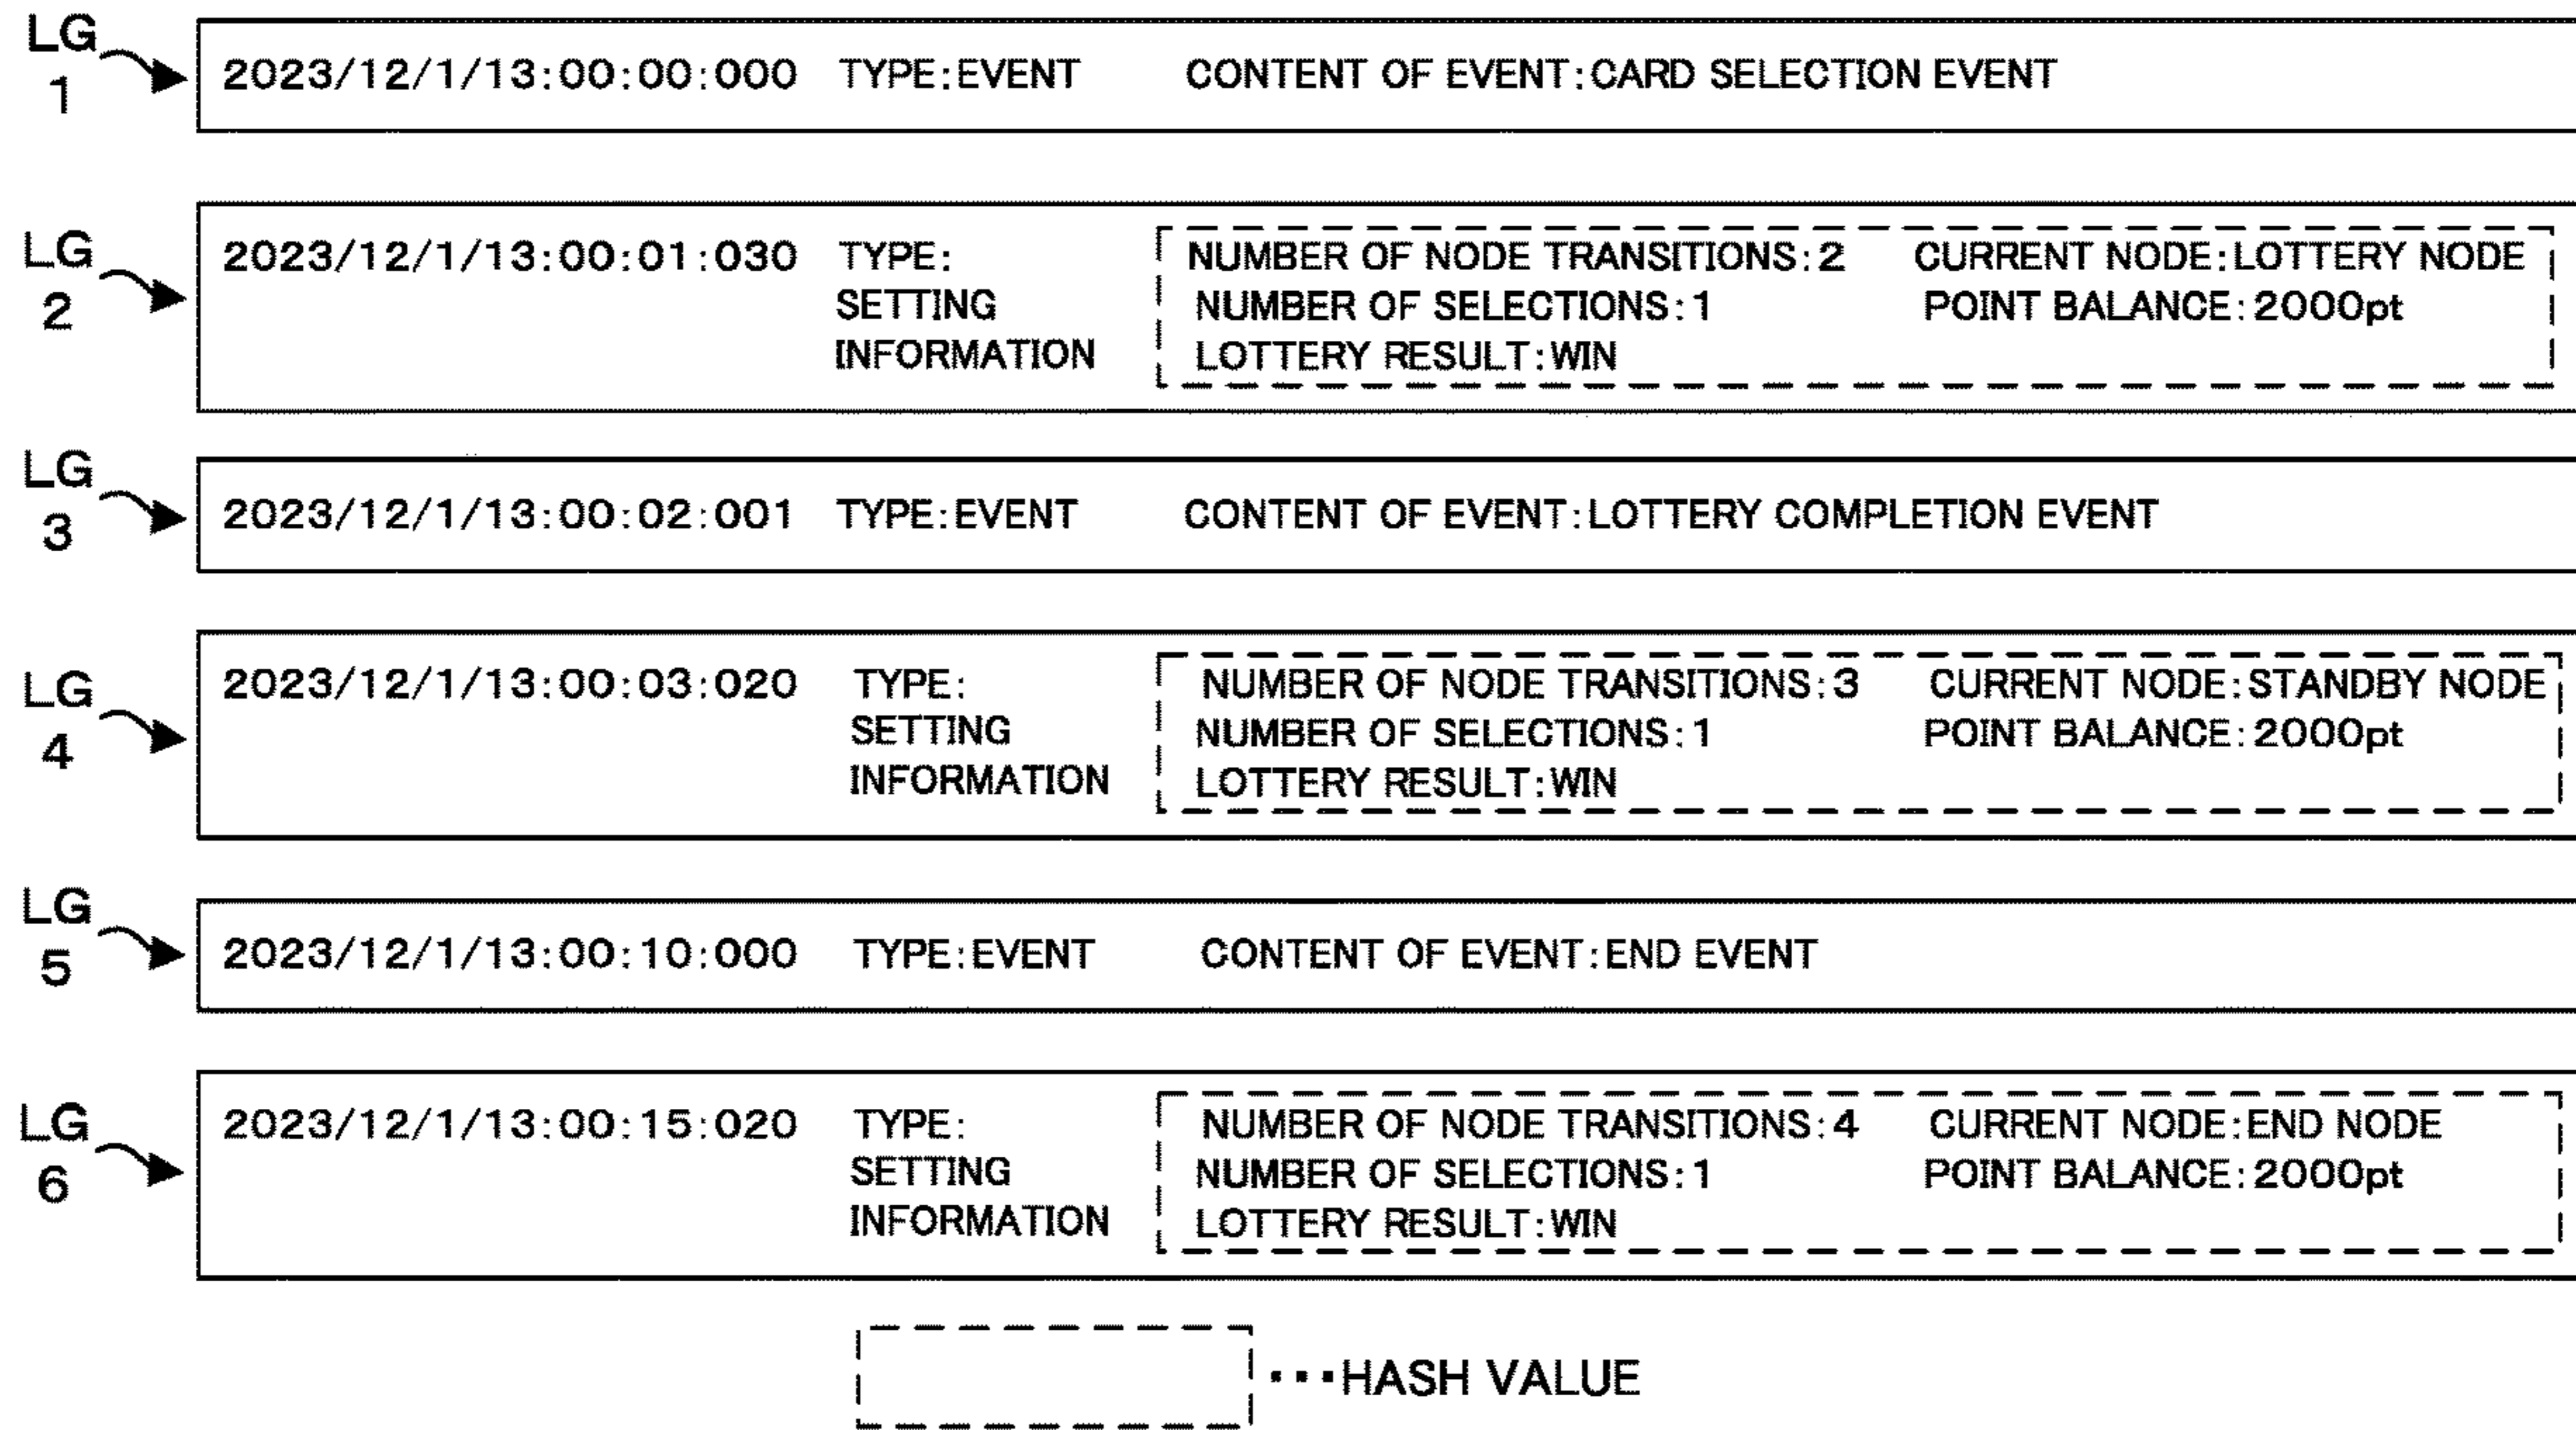 LG
1
2023/12/1/13:00:00:000 TYPE:EVENT CONTENT OF EVENT:CARD SELECTION EVENT
LG
2
2023/12/1/13:00:01:030 TYPE: NUMBER OF NODE TRANSITIONS:2 CURRENT NODE:LOTTERY NODE
SETTING NUMBER OF SELECTIONS:1 POINT BALANCE:2000pt
INFORMATION LOTTERY RESULT:WIN
LG
3
2023/12/1/13:00:02:001 TYPE:EVENT CONTENT OF EVENT:LOTTERY COMPLETION EVENT
LG
4
2023/12/1/13:00:03:020 TYPE: NUMBER OF NODE TRANSITIONS:3 CURRENT NODE:STANDBY NODE
SETTING NUMBER OF SELECTIONS:1 POINT BALANCE:2000pt
INFORMATION LOTTERY RESULT:WIN
LG
5
2023/12/1/13:00:10:000 TYPE:EVENT CONTENT OF EVENT:END EVENT
LG
6
2023/12/1/13:00:15:020 TYPE: NUMBER OF NODE TRANSITIONS:4 CURRENT NODE:END NODE
SETTING NUMBER OF SELECTIONS:1 POINT BALANCE:2000pt
INFORMATION LOTTERY RESULT:WIN
･･･HASH VALUE